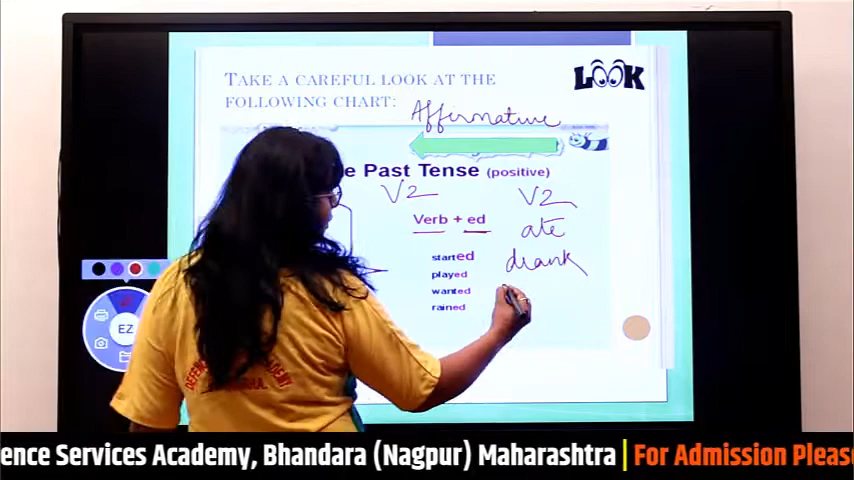 TAKE A CAREFUL LOOK AT THE
LOOK
FOLLOWING CHART:
Affirmative
e Past Tense (positive)
V2
V2
Verb + ed
ate
started
drank
played
wanted
rained
EZ
ence Services Academy, Bhandara (Nagpur) Maharashtra | For Admission Please